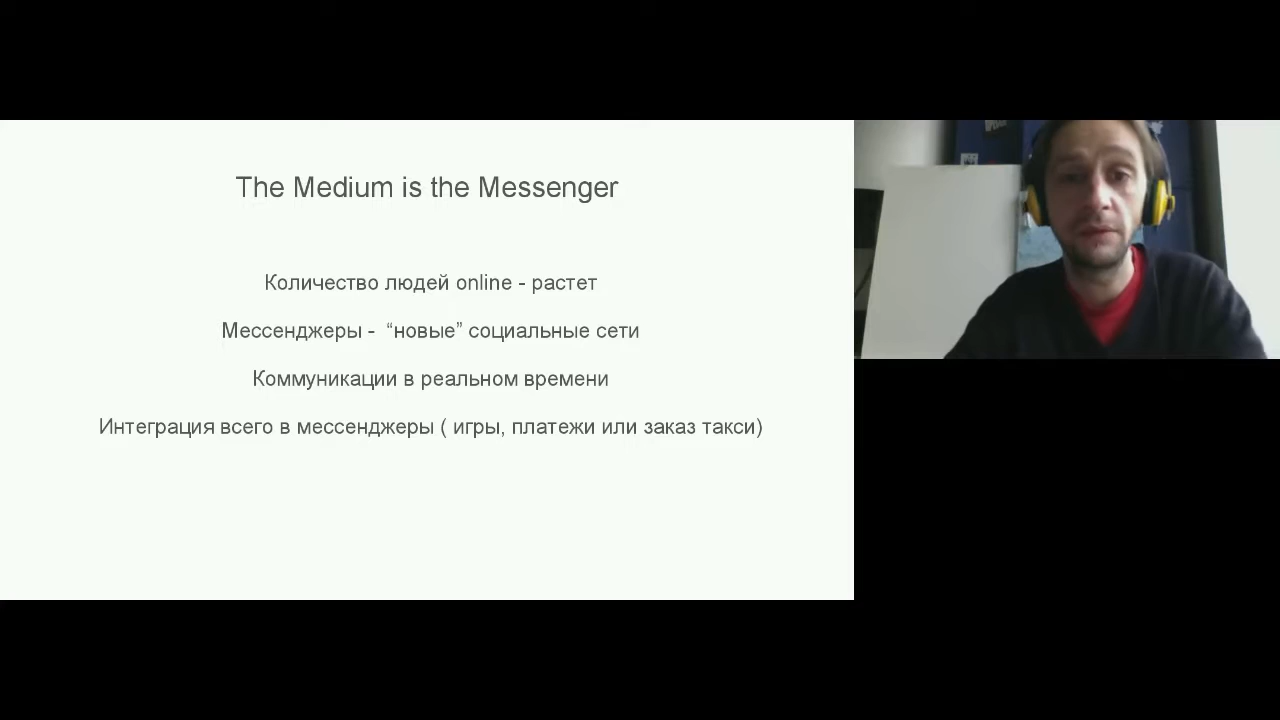 The Medium is the Messenger
Количество людей online - растет
Мессенджеры - “новые” социальные сети
Коммуникации в реальном времени
Интеграция всего в мессенджеры ( игры, платежи или заказ такси)